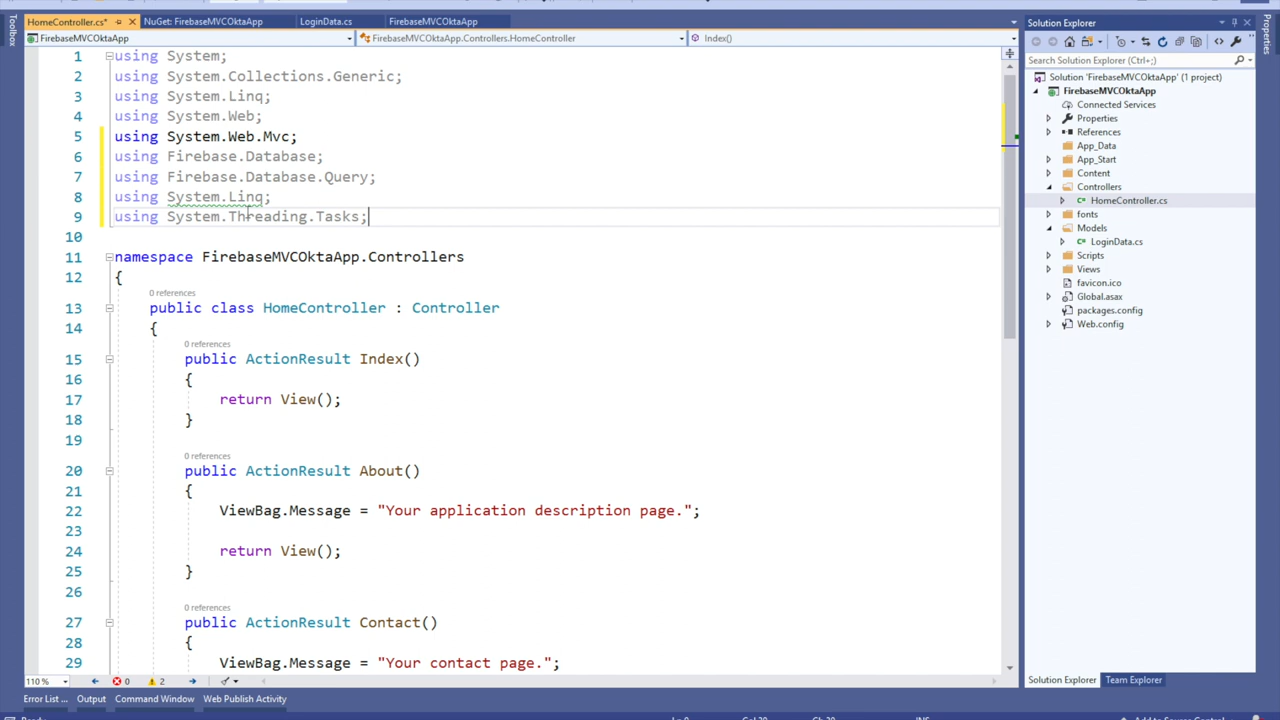 HomeController.cs*
NuGet: FirebaseMVCOktaApp
LoginData.cs
FirebaseMVCOktaApp
FirebaseMVCOktaApp
FirebaseMVCOktaApp.Controllers.HomeController
Index()
Toolbox
1 using System;
2 using System.Collections.Generic;
3 using System.Linq;
4 using System.Web;
5 using System.Web.Mvc;
6 using Firebase.Database;
7 using Firebase.Database.Query;
8 using System.Linq;
9 using System.Threading.Tasks;
10
11 namespace FirebaseMVCOktaApp.Controllers
12 {
0 references
13 public class HomeController : Controller
14 {
0 references
15 public ActionResult Index()
16 {
17 return View();
18 }
19
0 references
20 public ActionResult About()
21 {
22 ViewBag.Message = "Your application description page.";
23
24 return View();
25 }
26
0 references
27 public ActionResult Contact()
28 {
29 ViewBag.Message = "Your contact page.";
110 %
0
2
Error List ...
Output
Command Window
Web Publish Activity
Solution Explorer
Search Solution Explorer (Ctrl+;)
Solution 'FirebaseMVCOktaApp' (1 project)
FirebaseMVCOktaApp
Connected Services
Properties
References
App_Data
App_Start
Content
Controllers
HomeController.cs
fonts
Models
LoginData.cs
Scripts
Views
favicon.ico
Global.asax
packages.config
Web.config
Solution Explorer
Team Explorer
Properties